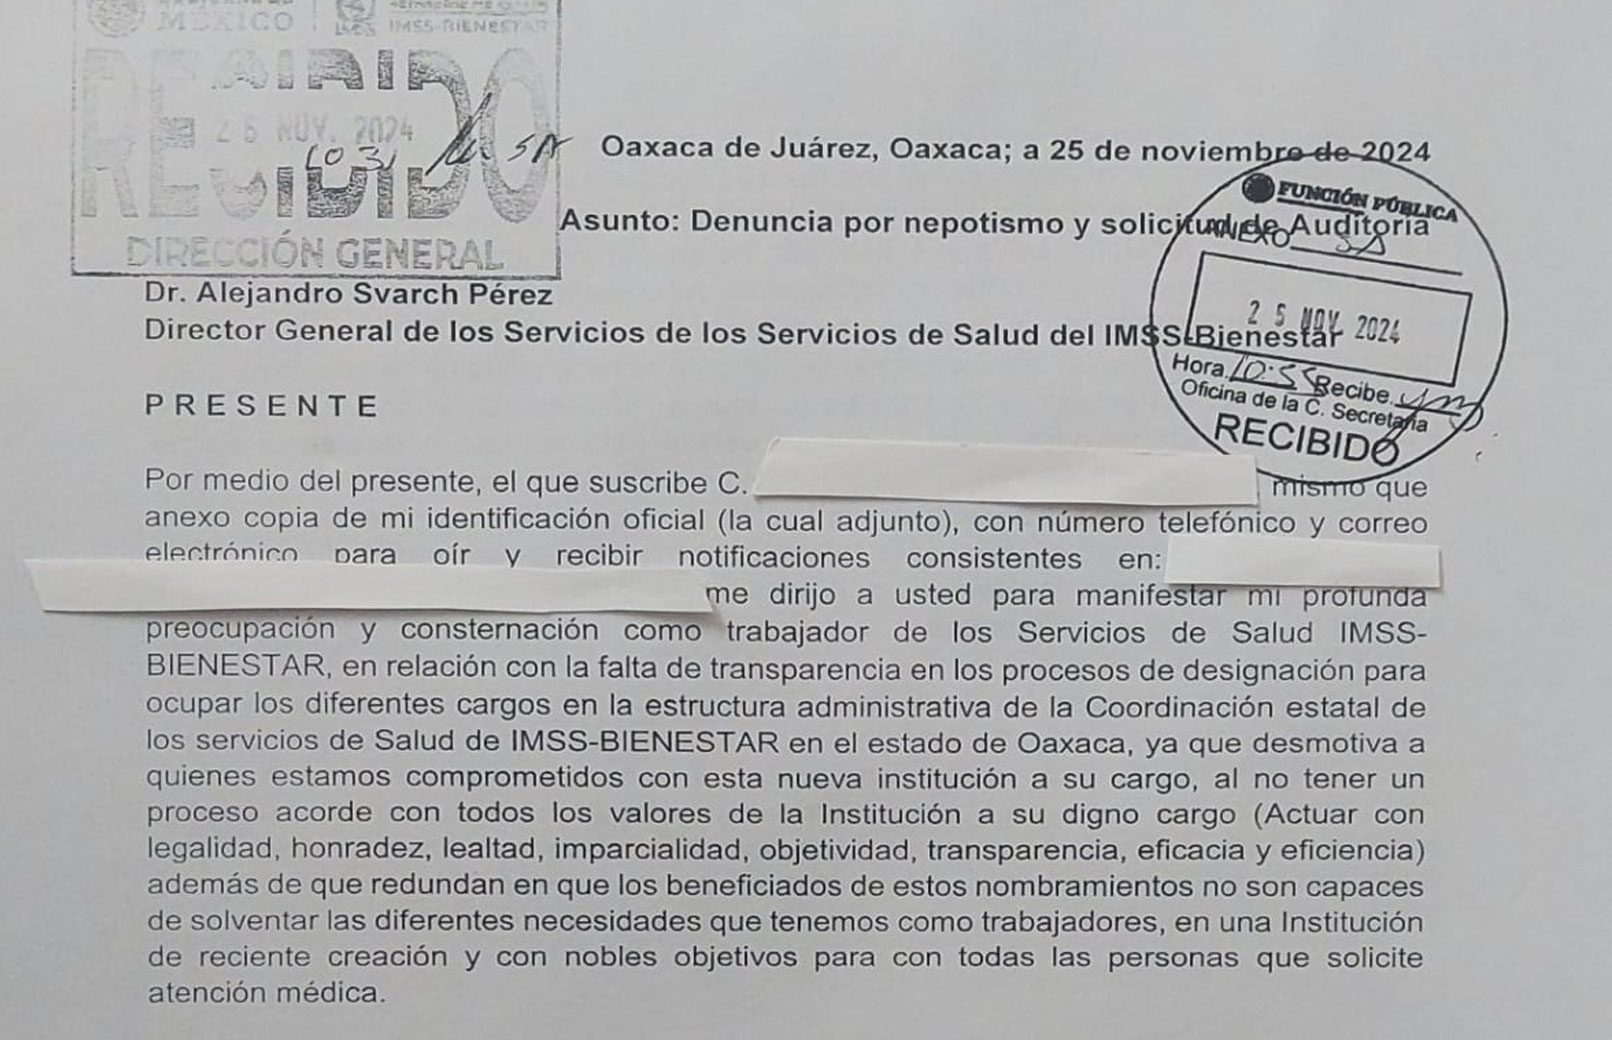 MÉXICO IMSS-BIENESTAR
RECIBIDO
NOV. 2024
DIRECCIÓN GENERAL
Oaxaca de Juárez, Oaxaca; a 25 de noviembre de 2024
FUNCIÓN PÚBLICA
Asunto: Denuncia por nepotismo y solicitud de Auditoria
ANEXO
25 NOV 2024
Hora 10:55 Recibe.
Oficina de la C. Secretaria
RECIBIDO
Dr. Alejandro Svarch Pérez
Director General de los Servicios de los Servicios de Salud del IMSS-Bienestar
PRESENTE
Por medio del presente, el que suscribe C. mismo que
anexo copia de mi identificación oficial (la cual adjunto), con número telefónico y correo
electrónico para oír y recibir notificaciones consistentes en:
me dirijo a usted para manifestar mi profunda
preocupación y consternación como trabajador de los Servicios de Salud IMSS-
BIENESTAR, en relación con la falta de transparencia en los procesos de designación para
ocupar los diferentes cargos en la estructura administrativa de la Coordinación estatal de
los servicios de Salud de IMSS-BIENESTAR en el estado de Oaxaca, ya que desmotiva a
quienes estamos comprometidos con esta nueva institución a su cargo, al no tener un
proceso acorde con todos los valores de la Institución a su digno cargo (Actuar con
legalidad, honradez, lealtad, imparcialidad, objetividad, transparencia, eficacia y eficiencia)
además de que redundan en que los beneficiados de estos nombramientos no son capaces
de solventar las diferentes necesidades que tenemos como trabajadores, en una Institución
de reciente creación y con nobles objetivos para con todas las personas que solicite
atención médica.